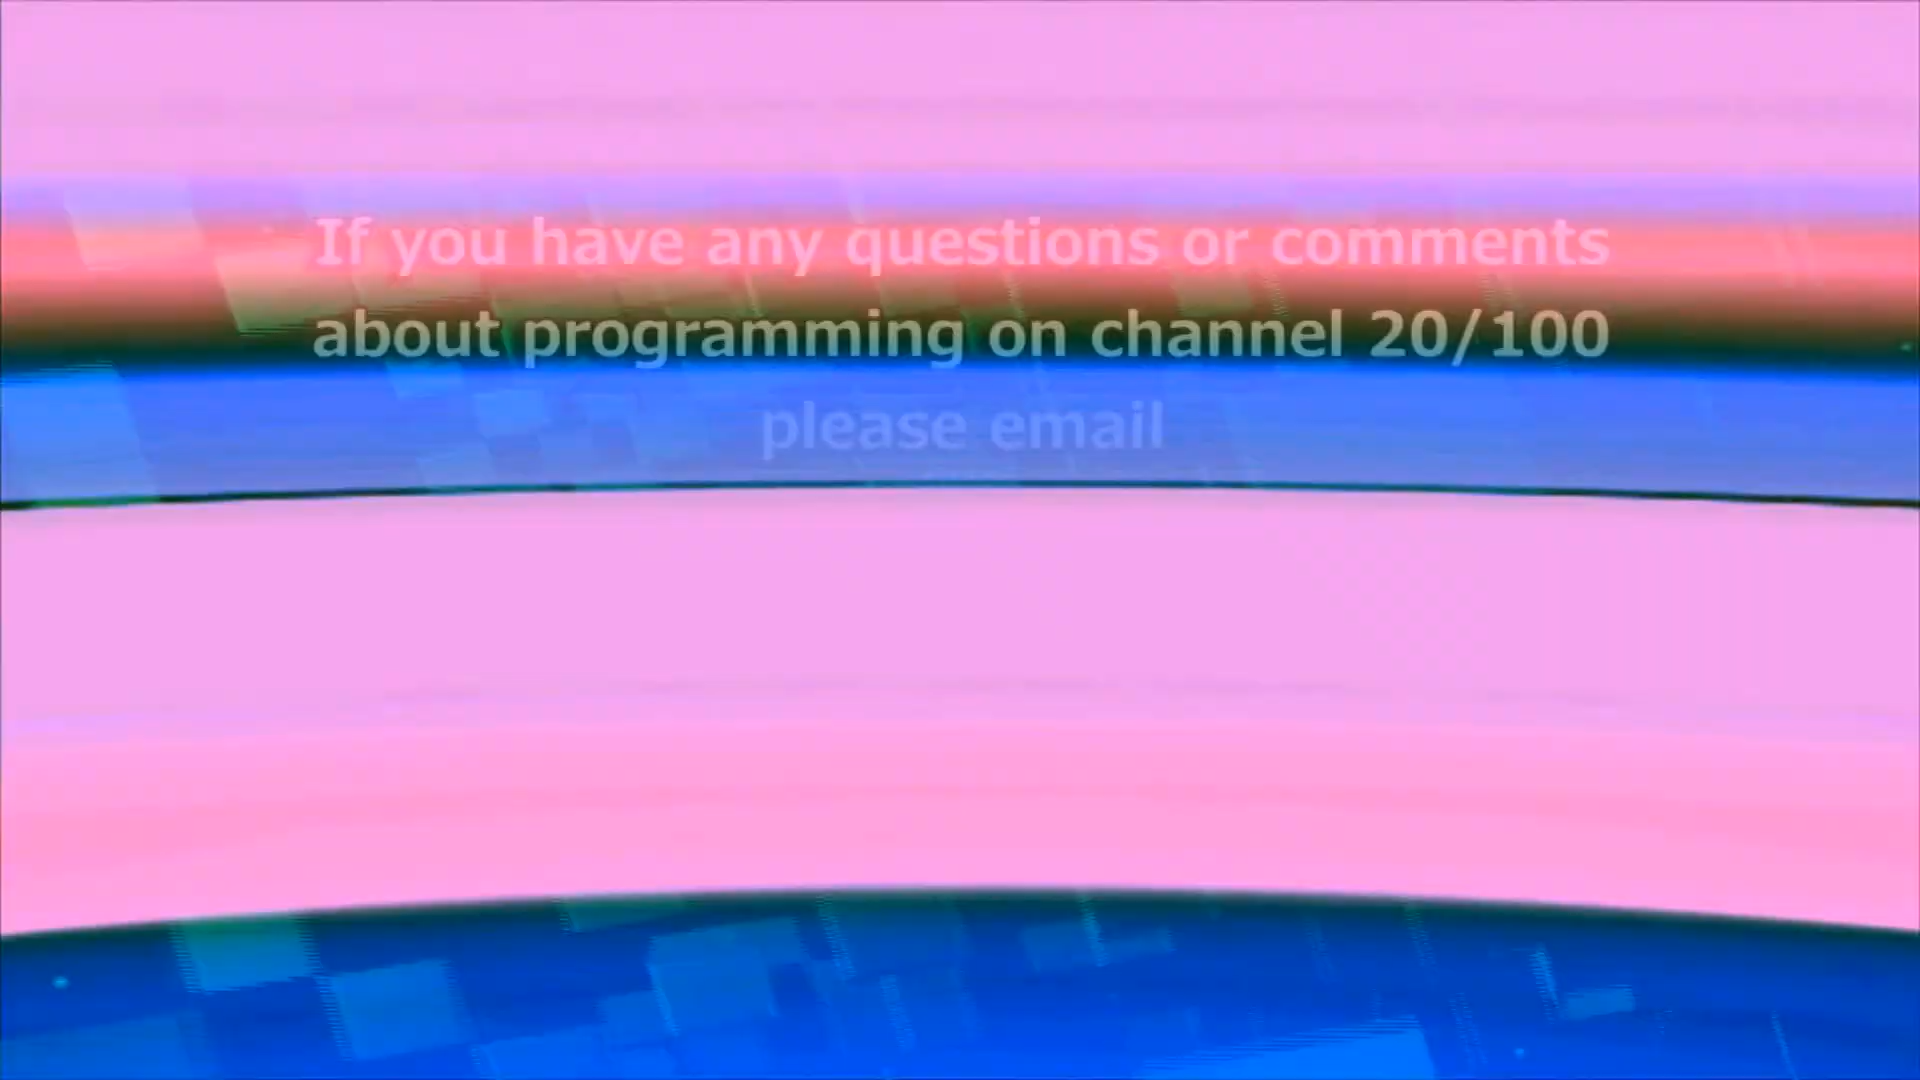 If you have any questions or comments
about programming on channel 20/100
please email